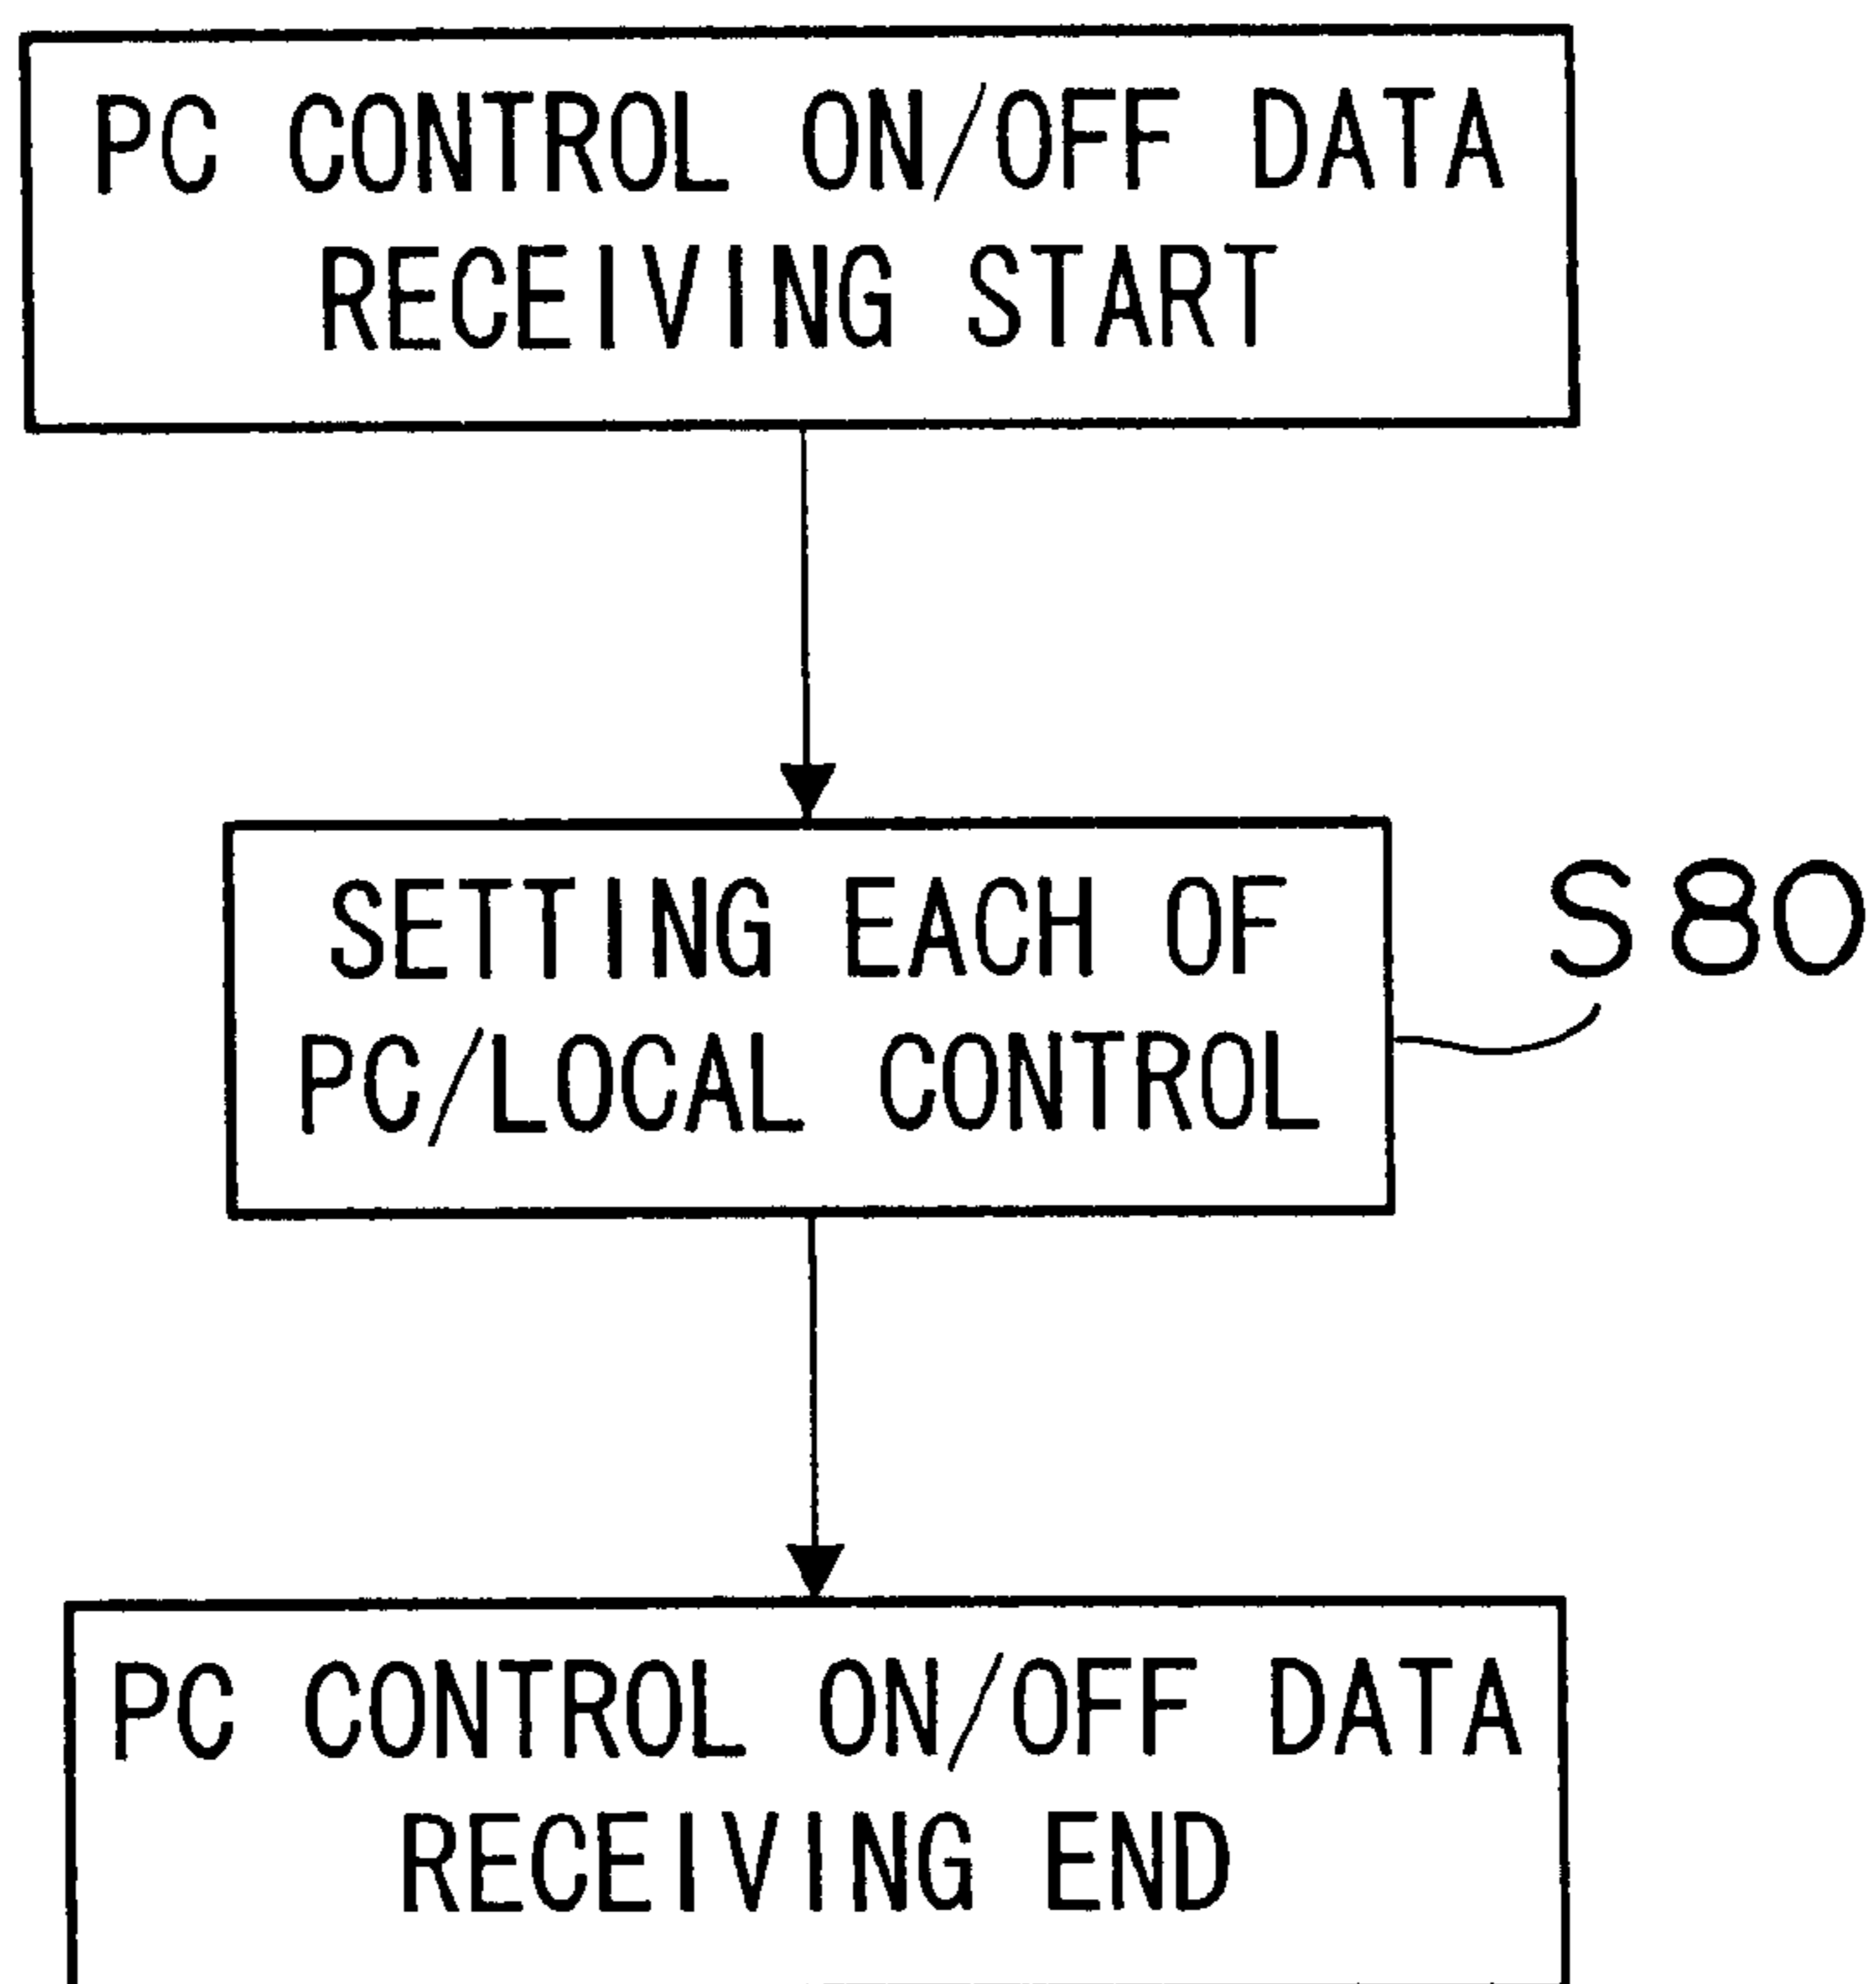 PC CONTROL ON/OFF DATA
RECEIVING START
SETTING EACH OF
PC/LOCAL CONTROL
S80
PC CONTROL ON/OFF DATA
RECEIVING END